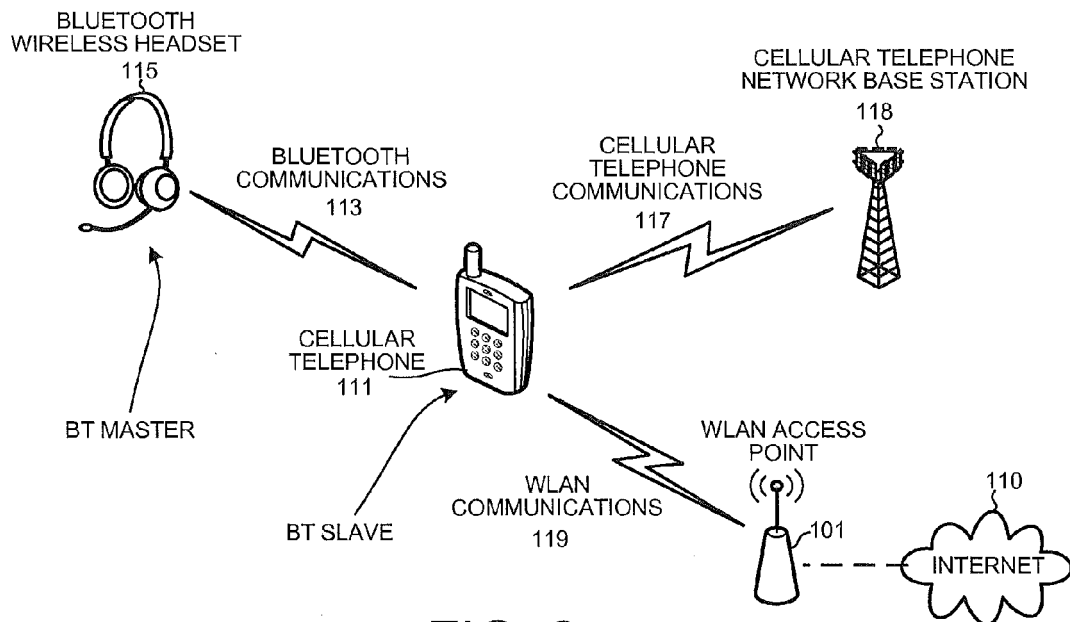 BLUETOOTH
WIRELESS HEADSET
115
CELLULAR TELEPHONE
NETWORK BASE STATION
118
BLUETOOTH
COMMUNICATIONS
113
CELLULAR
TELEPHONE
COMMUNICATIONS
117
CELLULAR
TELEPHONE
111
BT MASTER
BT SLAVE
WLAN
COMMUNICATIONS
119
WLAN ACCESS
POINT
101
110
INTERNET